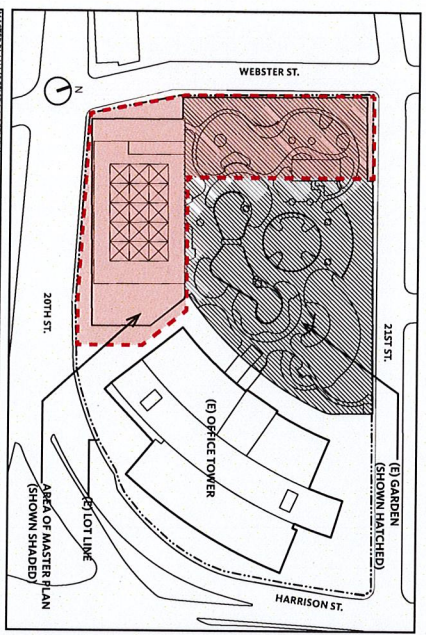 WEBSTER ST.
N
20TH ST.
21ST ST.
(E) GARDEN
(SHOWN HATCHED)
(E) OFFICE TOWER
(E) LOT LINE
AREA OF MASTER PLAN
(SHOWN SHADED)
HARRISON ST.